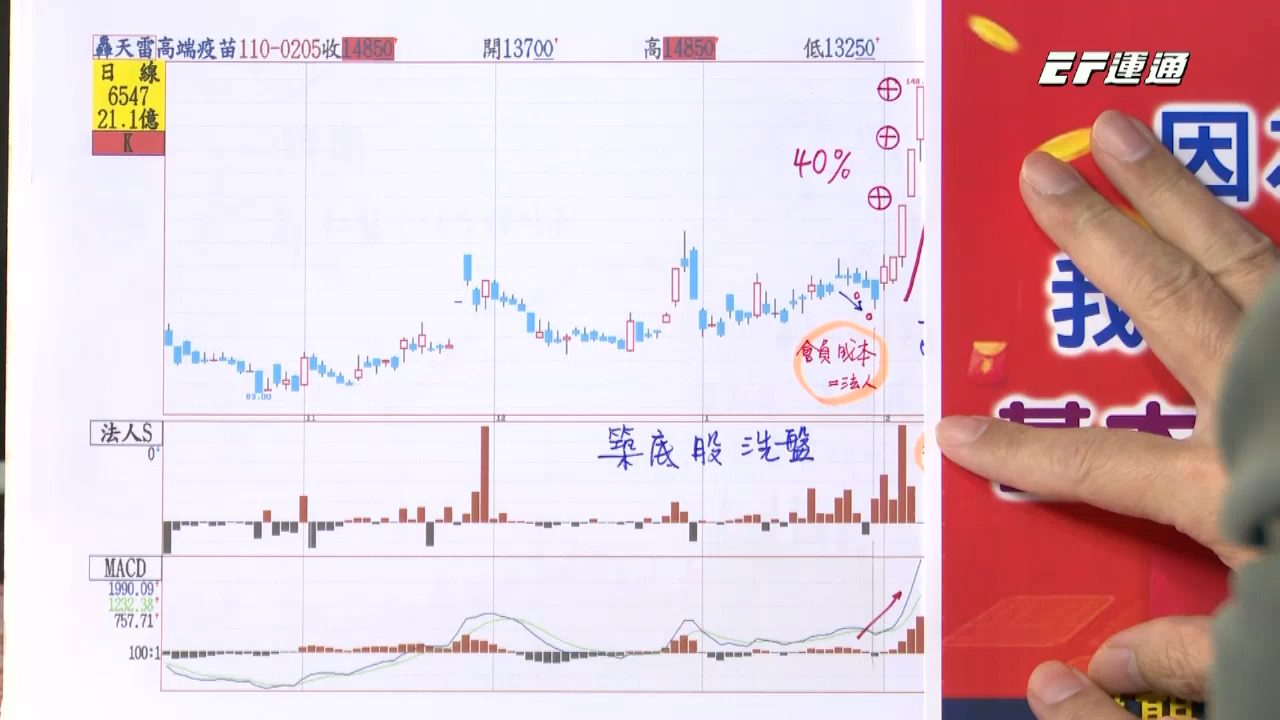 轟天雷高端疫苗110-0205收14850 開13700 高14850 低13250
日線
6547
21.1億
K
EF運通
因
40%
我
會員成本
=法人
83.00
11 12 1 2
法人S
0
築底股洗盤
MACD
1990.09
1232.38
757.71
100:1